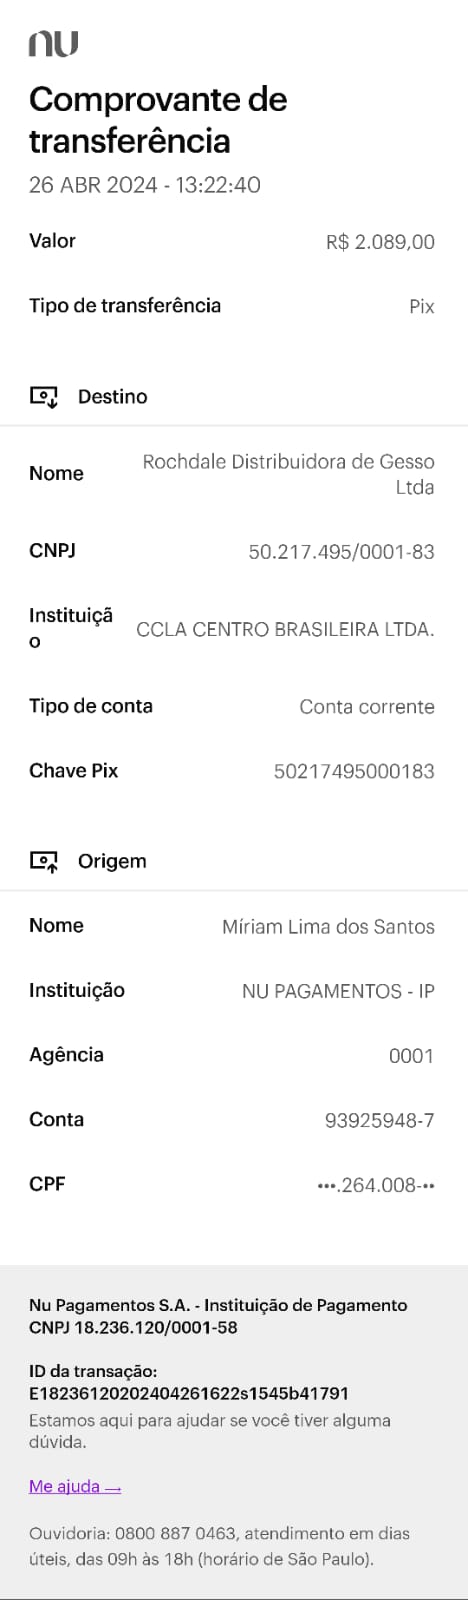 nu
Comprovante de
transferência
26 ABR 2024 - 13:22:40
Valor R$ 2.089,00
Tipo de transferência Pix
Destino
Nome Rochdale Distribuidora de Gesso
Ltda
CNPJ 50.217.495/0001-83
Instituiçã
o CCLA CENTRO BRASILEIRA LTDA.
Tipo de conta Conta corrente
Chave Pix 50217495000183
Origem
Nome Míriam Lima dos Santos
Instituição NU PAGAMENTOS - IP
Agência 0001
Conta 93925948-7
CPF •••.264.008-••
Nu Pagamentos S.A. - Instituição de Pagamento
CNPJ 18.236.120/0001-58
ID da transação:
E18236120202404261622s1545b41791
Estamos aqui para ajudar se você tiver alguma
dúvida.
Me ajuda →
Ouvidoria: 0800 887 0463, atendimento em dias
úteis, das 09h às 18h (horário de São Paulo).